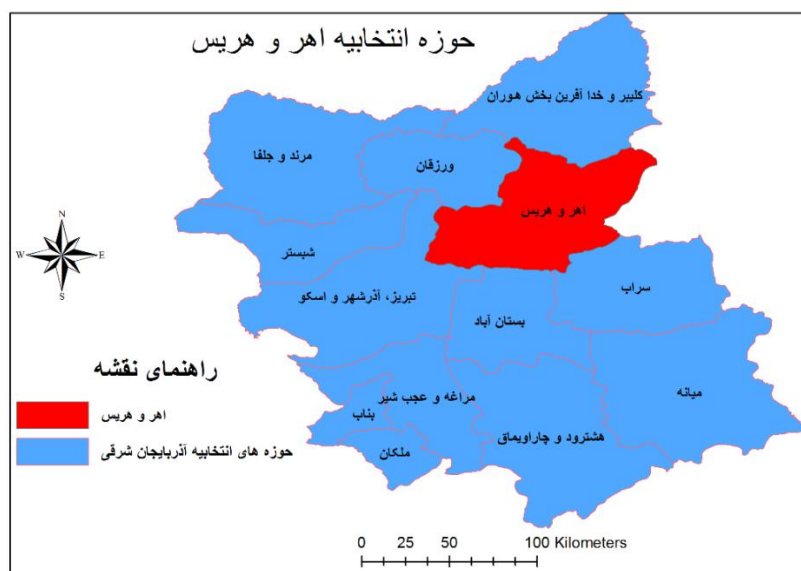 حوزه انتخابیه اهر و هریس
کلیبر و خدا آفرین بخش هوران
مرند و جلفا
ورزقان
اهر و هریس
شبستر
تبریز، آذرشهر و اسکو
سراب
بستان آباد
میانه
مراغه و عجب شیر
بناب
هشترود و چاراویماق
ملکان
N
W
E
S
راهنمای نقشه
اهر و هریس
حوزه های انتخابیه آذربایجان شرقی
0 25 50 100 Kilometers